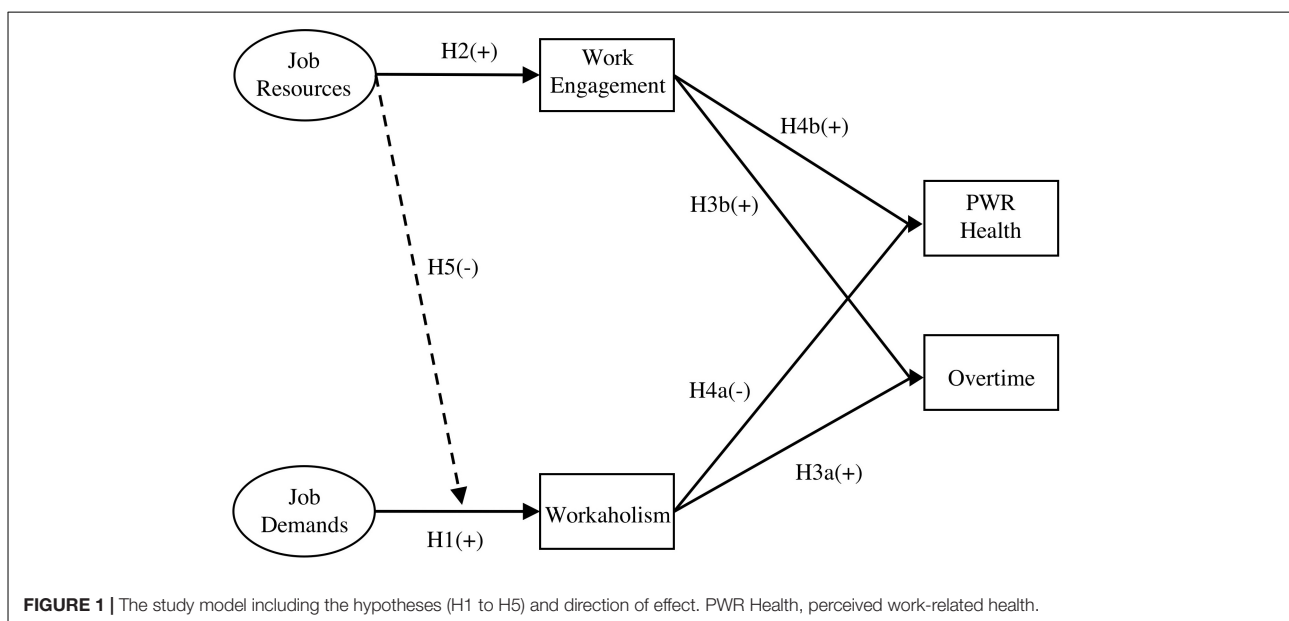 Job
Resources
H2(+)
Work
Engagement
H4b(+)
H3b(+)
PWR
Health
H5(-)
H4a(-)
Overtime
H3a(+)
Job
Demands
H1(+)
Workaholism
FIGURE 1 | The study model including the hypotheses (H1 to H5) and direction of effect. PWR Health, perceived work-related health.